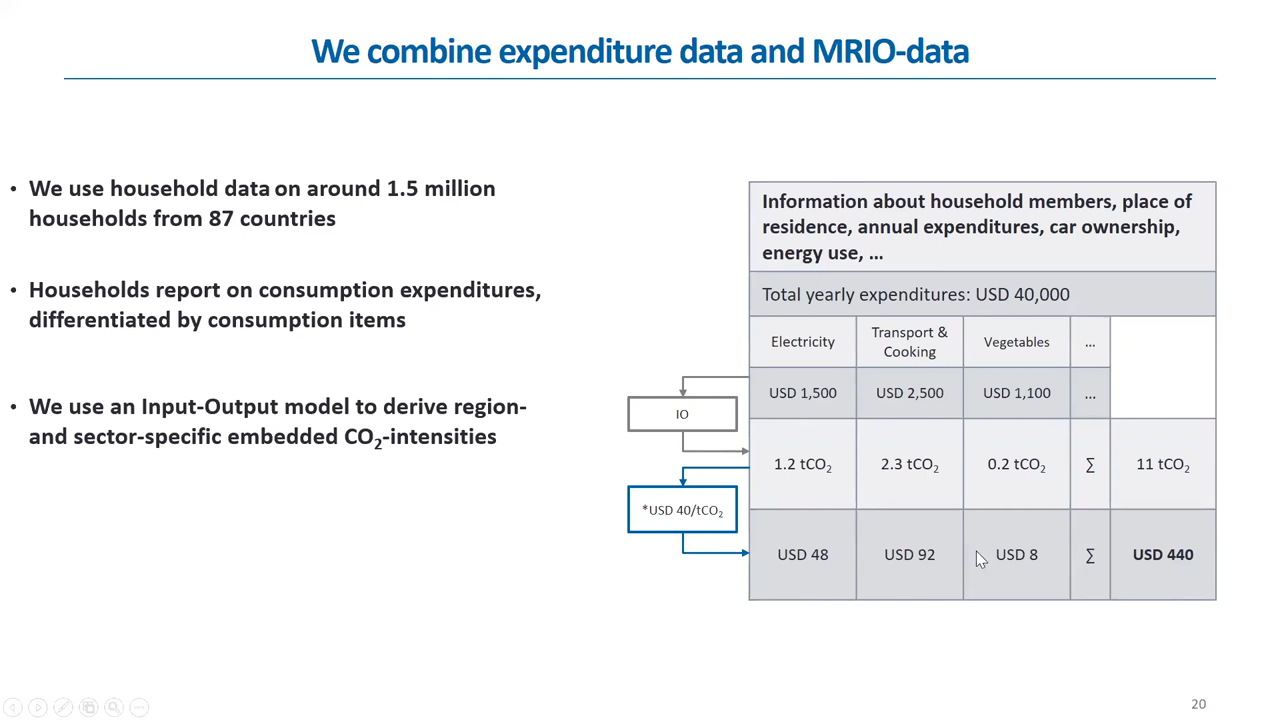 We combine expenditure data and MRIO-data
• We use household data on around 1.5 million
households from 87 countries
• Households report on consumption expenditures,
differentiated by consumption items
• We use an Input-Output model to derive region-
and sector-specific embedded CO₂-intensities
Information about household members, place of
residence, annual expenditures, car ownership,
energy use, ...
Total yearly expenditures: USD 40,000
Electricity
Transport &
Cooking
Vegetables
...
USD 1,500
USD 2,500
USD 1,100
...
IO
1.2 tCO₂
2.3 tCO₂
0.2 tCO₂
∑
11 tCO₂
*USD 40/tCO₂
USD 48
USD 92
USD 8
∑
USD 440
20